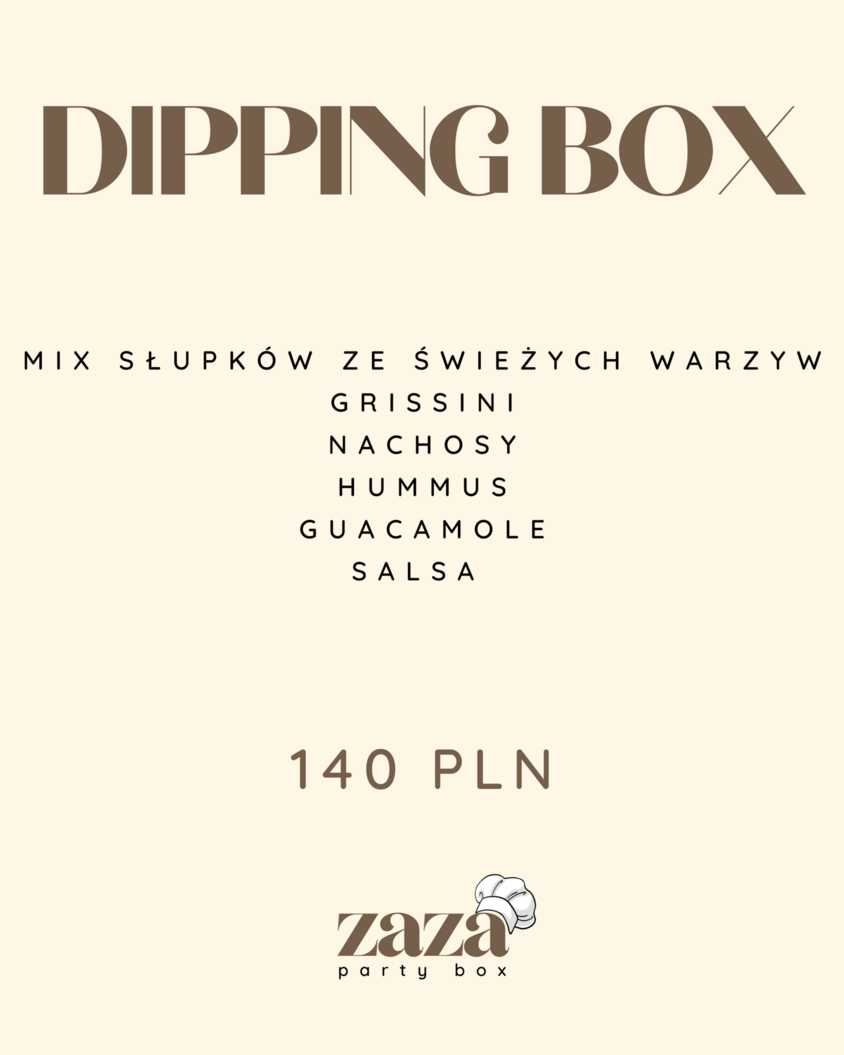 DIPPING BOX
MIX SŁUPKÓW ZE ŚWIEŻYCH WARZYW
GRISSINI
NACHOSY
HUMMUS
GUACAMOLE
SALSA
140 PLN
zaza
party box